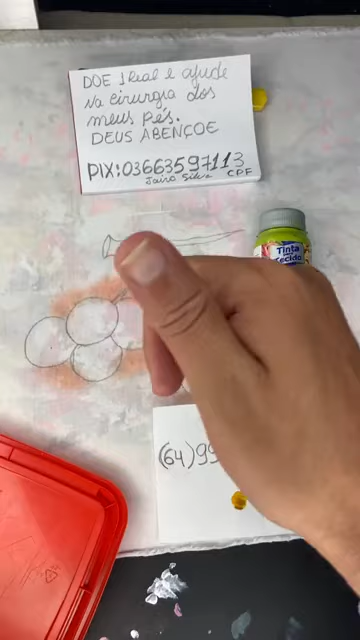 DOE 1 Real e ajude
na cirurgia dos
meus pés.
DEUS ABENÇOE
PIX:03663597113
Jairo Silva CPF
Tinta
Tecido
(64)99